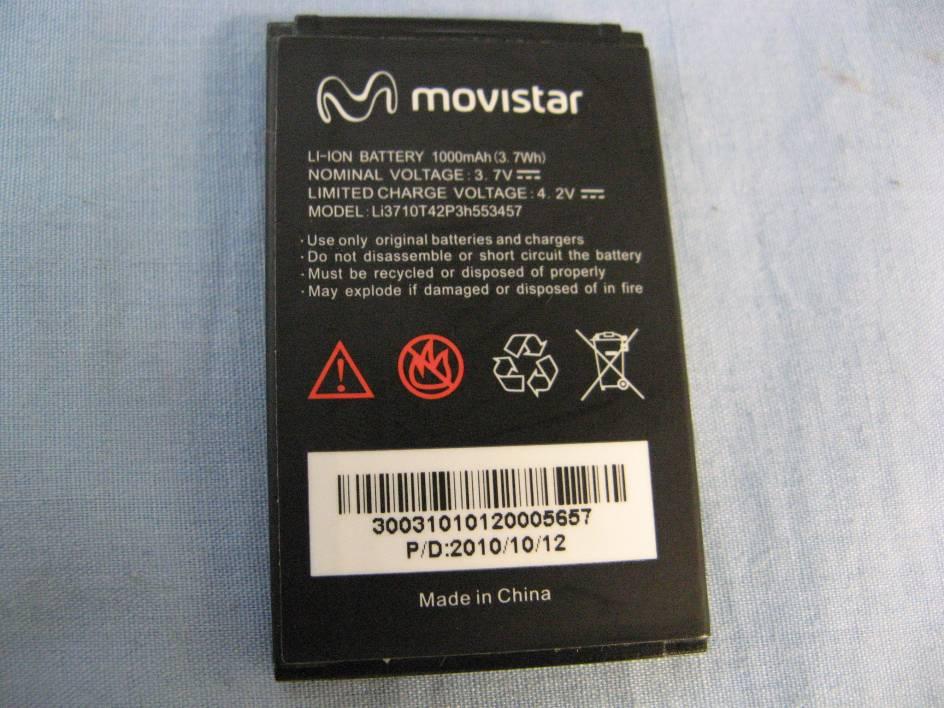 movistar
LI-ION BATTERY 1000mAh(3.7Wh)
NOMINAL VOLTAGE:3.7V
LIMITED CHARGE VOLTAGE:4.2V
MODEL:Li3710T42P3h553457
·Use only original batteries and chargers
·Do not disassemble or short circuit the battery
·Must be recycled or disposed of properly
·May explode if damaged or disposed of in fire
30031010120005657
P/D:2010/10/12
Made in China